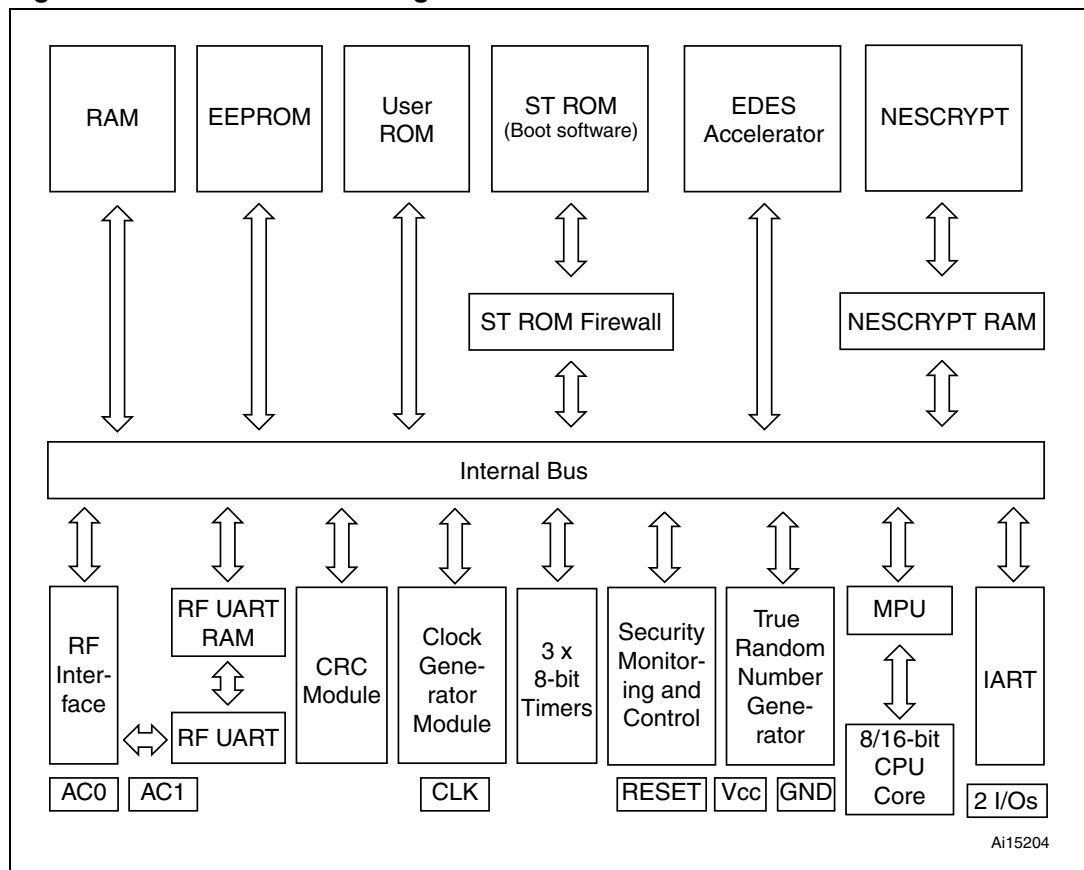 RAM
EEPROM
User
ROM
ST ROM
(Boot software)
EDES
Accelerator
NESCRYPT
ST ROM Firewall
NESCRYPT RAM
Internal Bus
RF
Inter-
face
RF UART
RAM
RF UART
CRC
Module
Clock
Gene-
rator
Module
3 x
8-bit
Timers
Security
Monitor-
ing and
Control
True
Random
Number
Gene-
rator
MPU
8/16-bit
CPU
Core
IART
AC0
AC1
CLK
RESET
Vcc
GND
2 I/Os
Ai15204